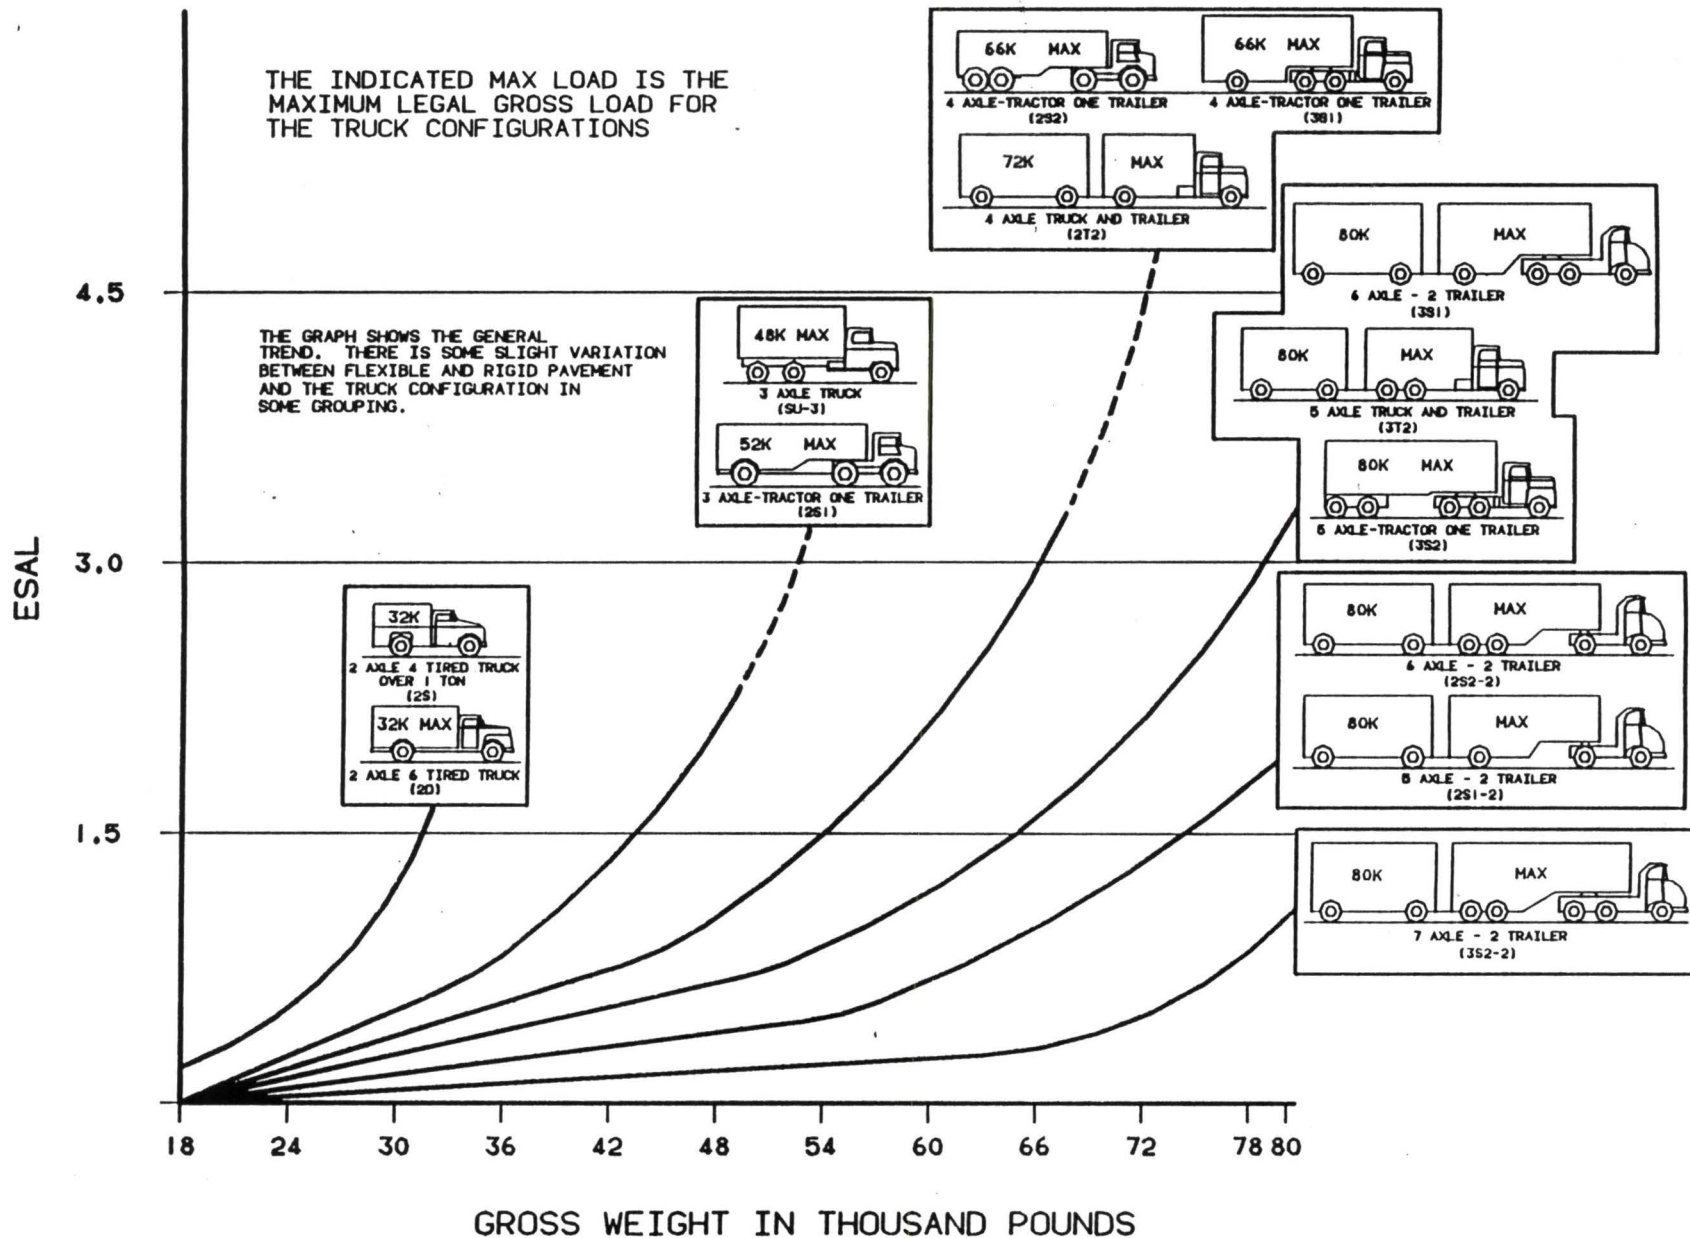 THE INDICATED MAX LOAD IS THE
MAXIMUM LEGAL GROSS LOAD FOR
THE TRUCK CONFIGURATIONS
66K MAX
4 AXLE-TRACTOR ONE TRAILER
(2S2)
66K MAX
4 AXLE-TRACTOR ONE TRAILER
(3S1)
72K MAX
4 AXLE TRUCK AND TRAILER
(2T2)
80K MAX
6 AXLE - 2 TRAILER
(3S1)
80K MAX
5 AXLE TRUCK AND TRAILER
(3T2)
80K MAX
5 AXLE-TRACTOR ONE TRAILER
(3S2)
4.5
THE GRAPH SHOWS THE GENERAL
TREND. THERE IS SOME SLIGHT VARIATION
BETWEEN FLEXIBLE AND RIGID PAVEMENT
AND THE TRUCK CONFIGURATION IN
SOME GROUPING.
48K MAX
3 AXLE TRUCK
(SU-3)
52K MAX
3 AXLE-TRACTOR ONE TRAILER
(2S1)
ESAL
3.0
32K
2 AXLE 4 TIRED TRUCK
OVER 1 TON
(2S)
32K MAX
2 AXLE 6 TIRED TRUCK
(2D)
80K MAX
6 AXLE - 2 TRAILER
(2S2-2)
80K MAX
5 AXLE - 2 TRAILER
(2S1-2)
1.5
80K MAX
7 AXLE - 2 TRAILER
(3S2-2)
18 24 30 36 42 48 54 60 66 72 78 80
GROSS WEIGHT IN THOUSAND POUNDS